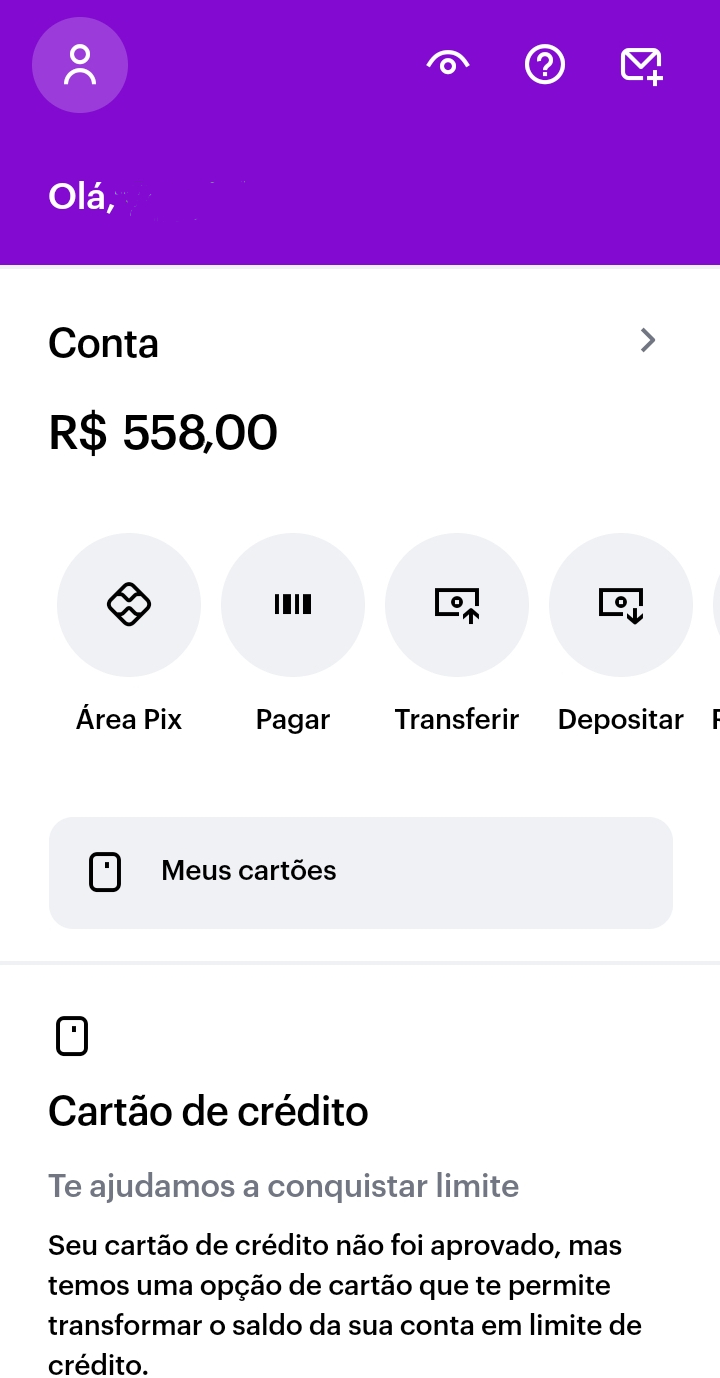 Olá,
Conta
R$ 558,00
Área Pix
Pagar
Transferir
Depositar
Meus cartões
Cartão de crédito
Te ajudamos a conquistar limite
Seu cartão de crédito não foi aprovado, mas
temos uma opção de cartão que te permite
transformar o saldo da sua conta em limite de
crédito.